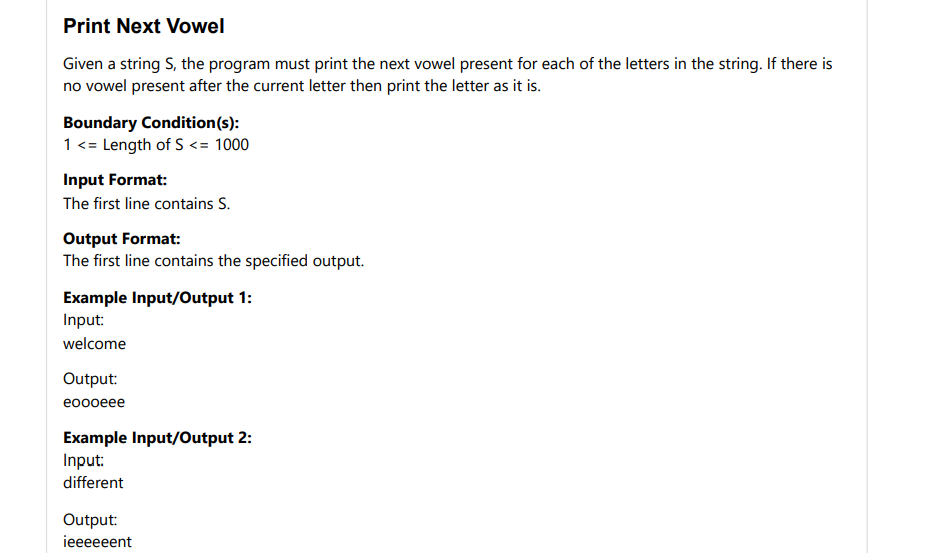 Print Next Vowel
Given a string S, the program must print the next vowel present for each of the letters in the string. If there is
no vowel present after the current letter then print the letter as it is.
Boundary Condition(s):
1 <= Length of S <= 1000
Input Format:
The first line contains S.
Output Format:
The first line contains the specified output.
Example Input/Output 1:
Input:
welcome
Output:
eoooeee
Example Input/Output 2:
Input:
different
Output:
ieeeeeent